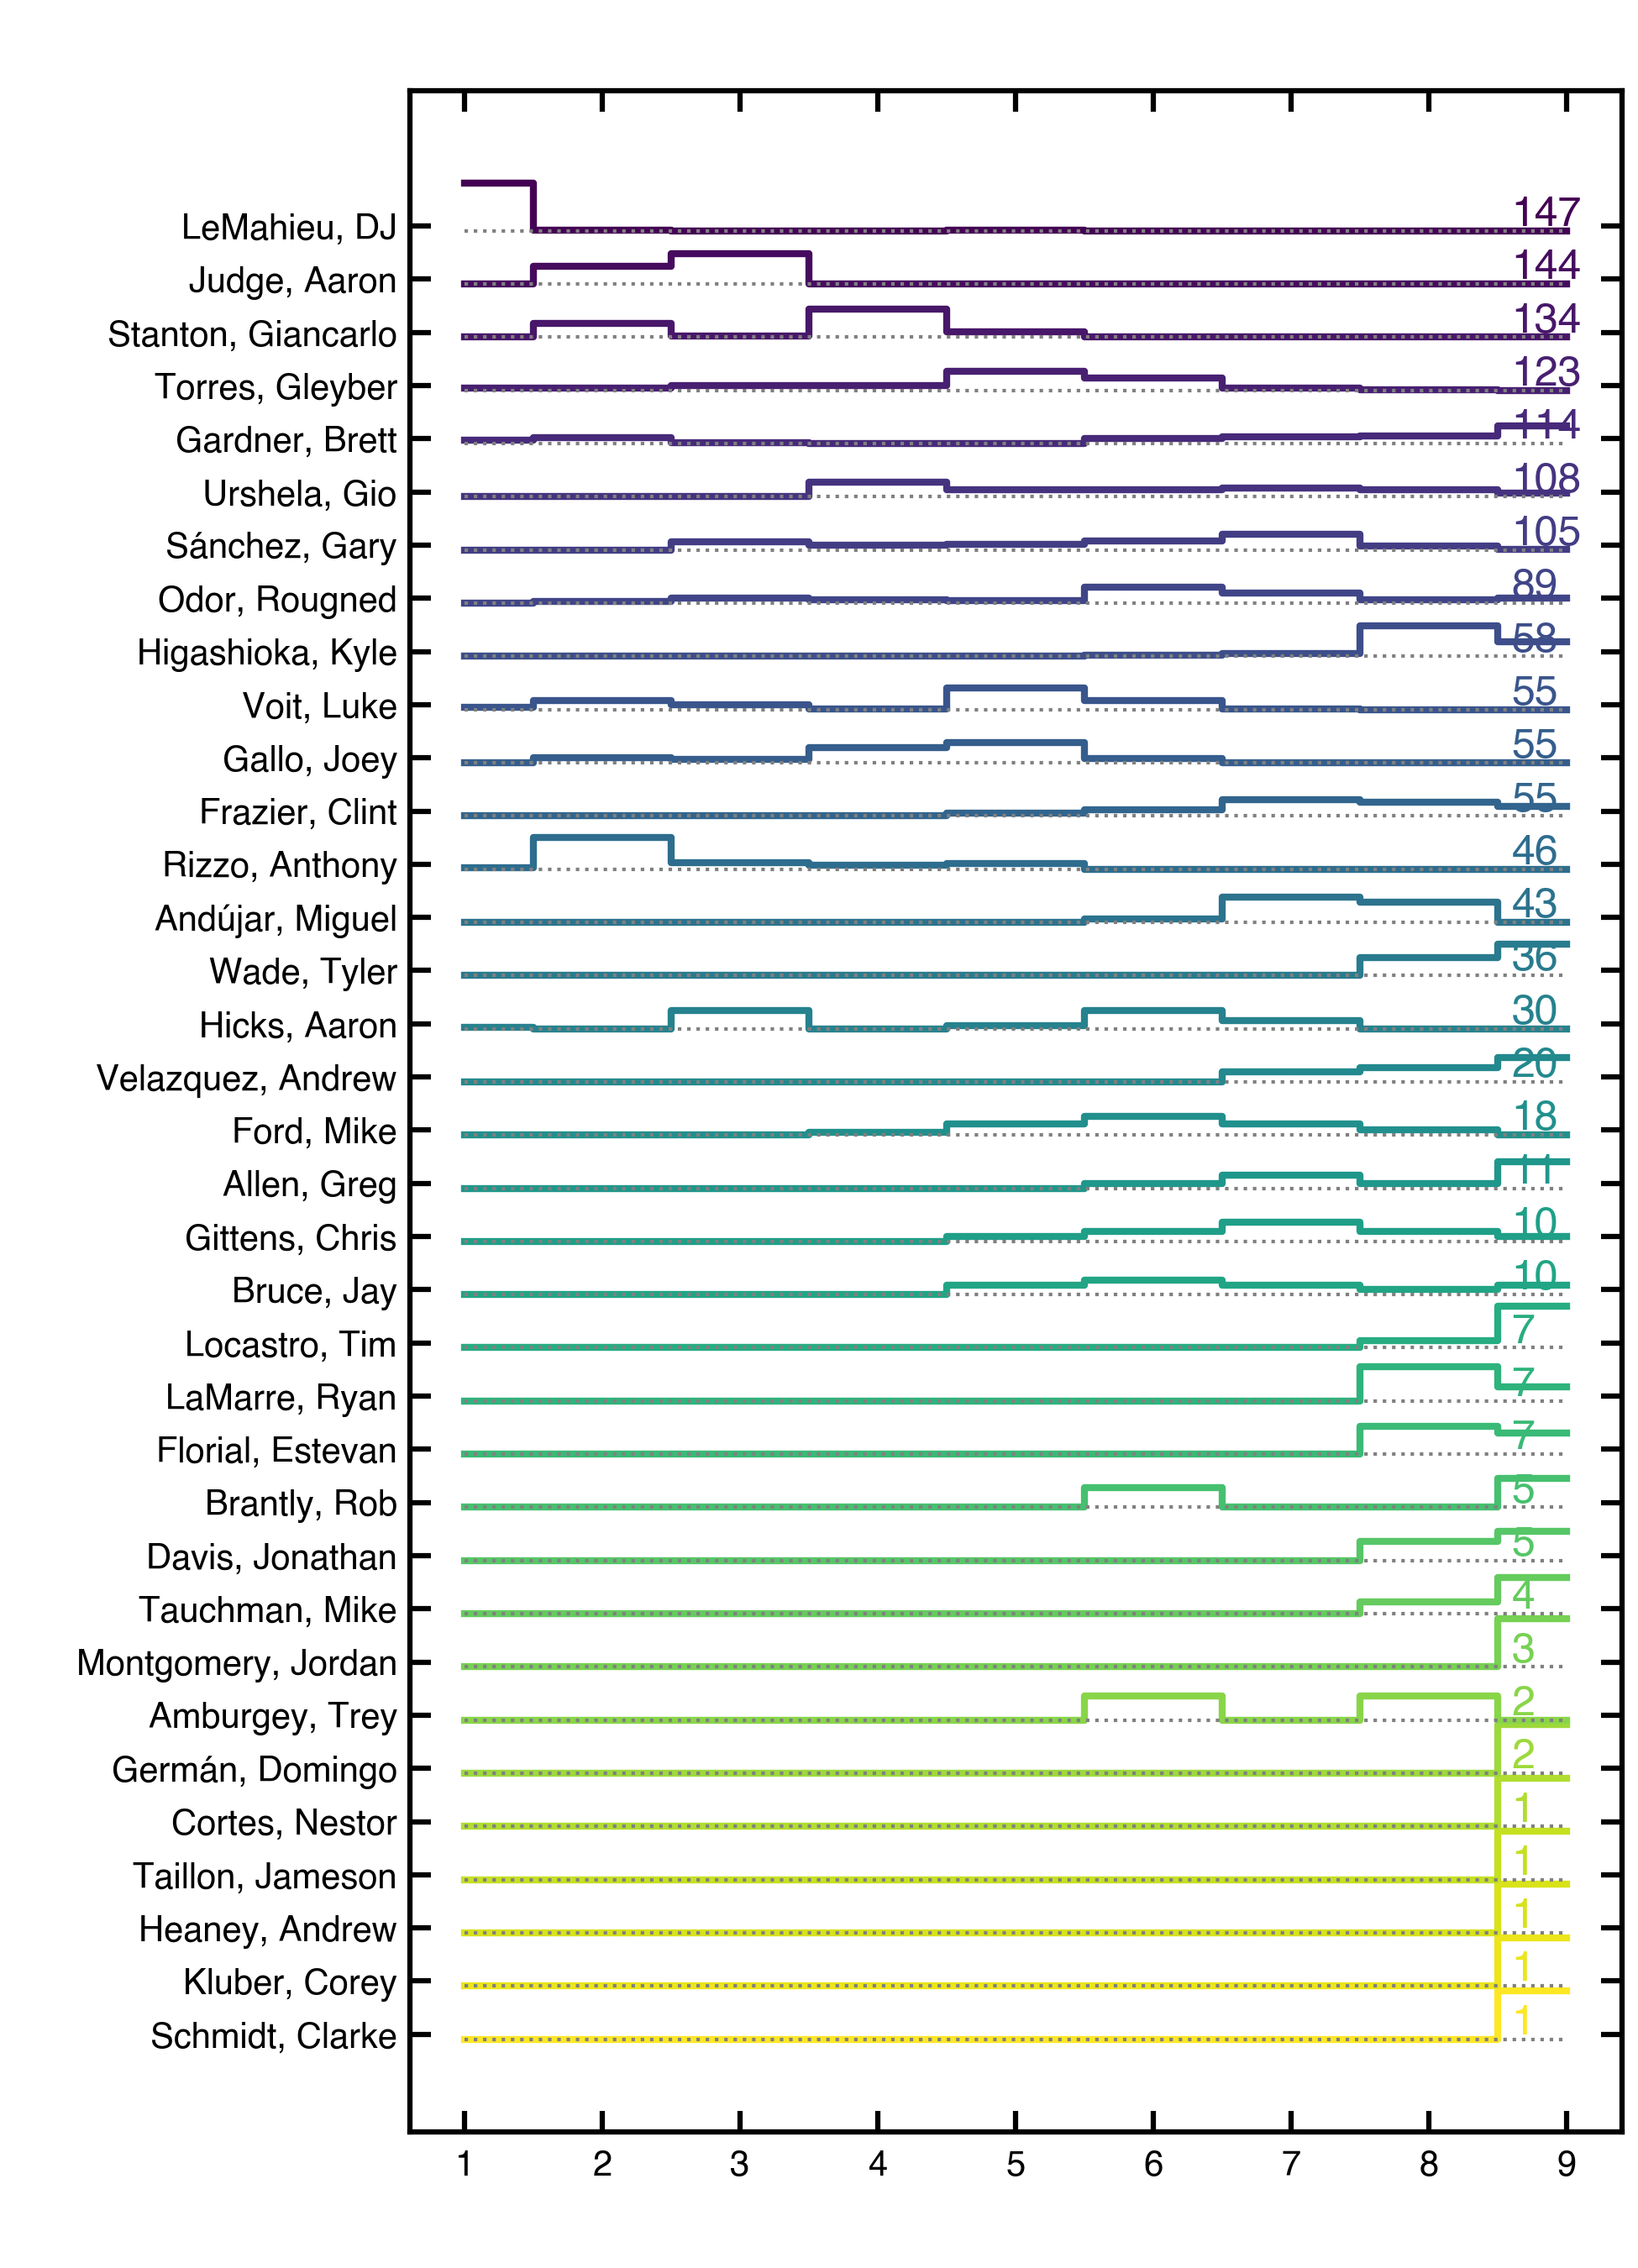 LeMahieu, DJ 147
Judge, Aaron 144
Stanton, Giancarlo 134
Torres, Gleyber 123
Gardner, Brett 114
Urshela, Gio 108
Sánchez, Gary 105
Odor, Rougned 89
Higashioka, Kyle 58
Voit, Luke 55
Gallo, Joey 55
Frazier, Clint 55
Rizzo, Anthony 46
Andújar, Miguel 43
Wade, Tyler 36
Hicks, Aaron 30
Velazquez, Andrew 20
Ford, Mike 18
Allen, Greg 11
Gittens, Chris 10
Bruce, Jay 10
Locastro, Tim 7
LaMarre, Ryan 7
Florial, Estevan 7
Brantly, Rob 5
Davis, Jonathan 5
Tauchman, Mike 4
Montgomery, Jordan 3
Amburgey, Trey 2
Germán, Domingo 2
Cortes, Nestor 1
Taillon, Jameson 1
Heaney, Andrew 1
Kluber, Corey 1
Schmidt, Clarke 1
1 2 3 4 5 6 7 8 9